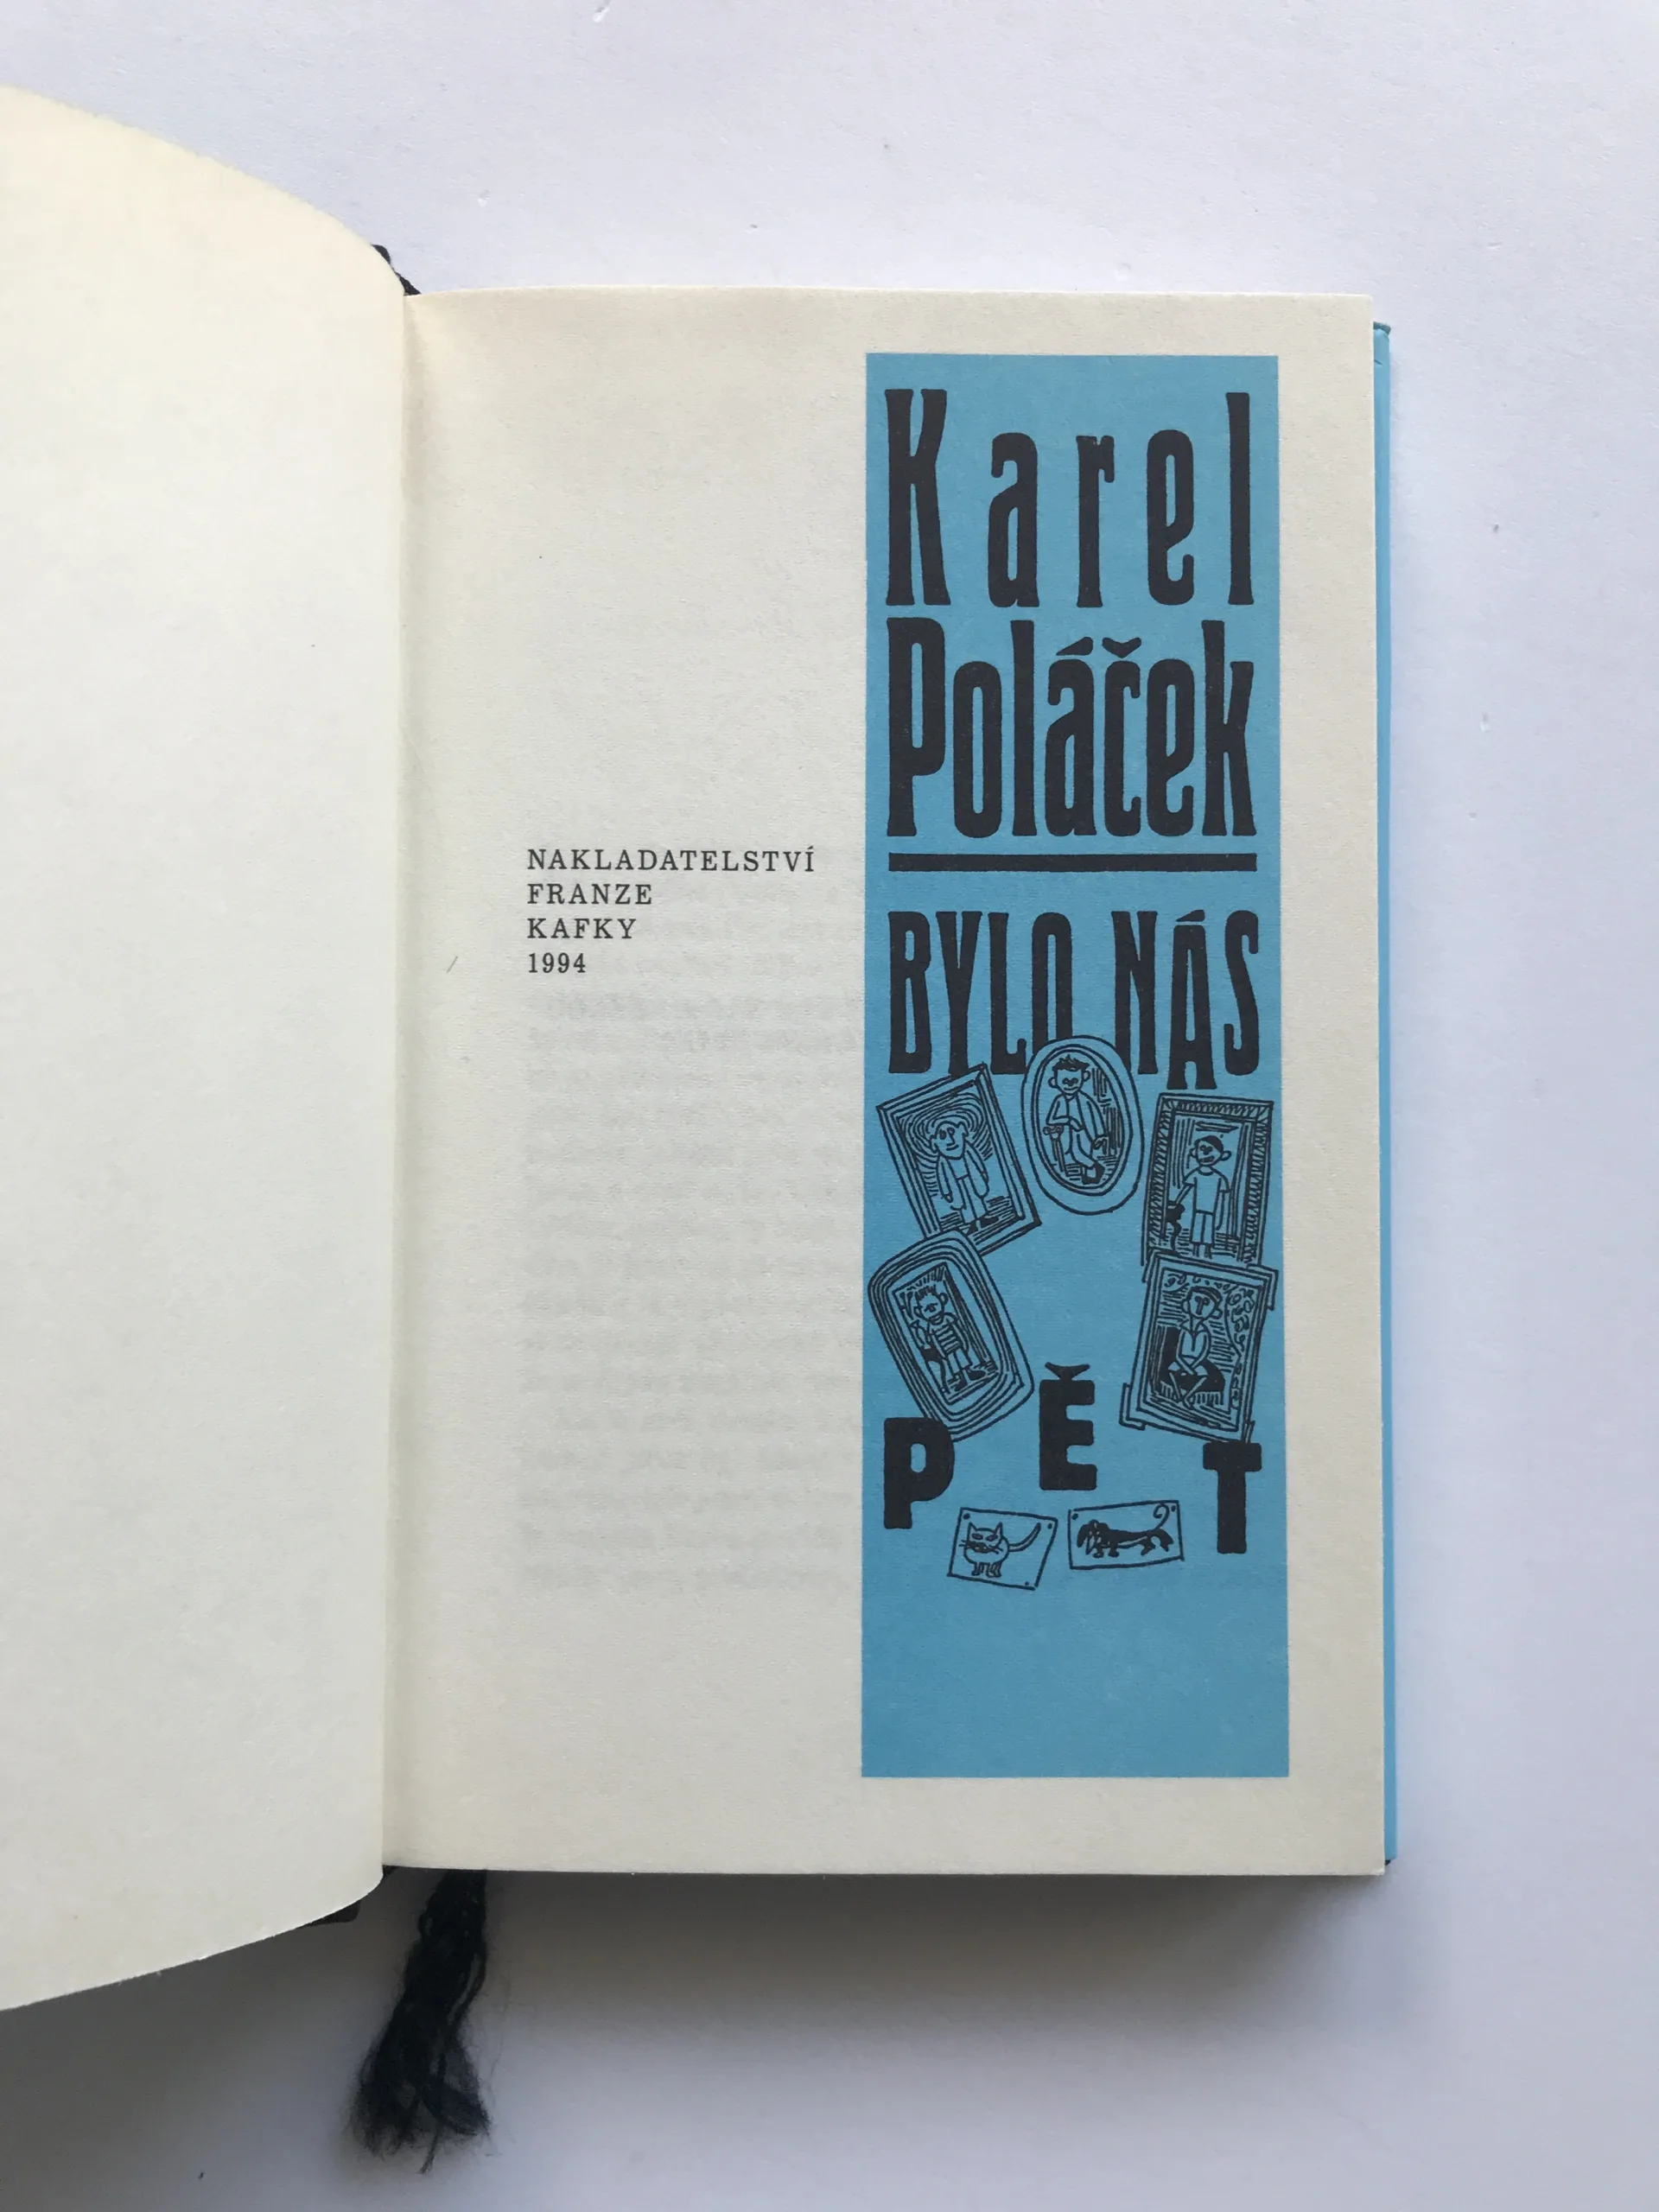 Karel
Poláček
BYLO NÁS
PĚT
NAKLADATELSTVÍ
FRANZE
KAFKY
1994